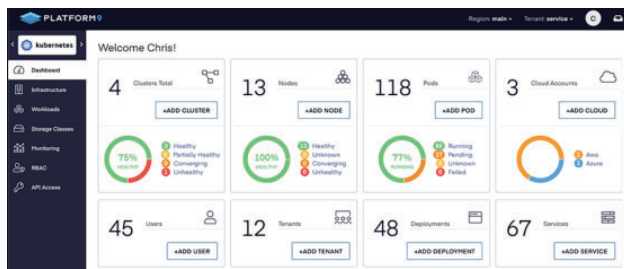 PLATFORM9
Region: main
Tenant: service
C
kubernetes
Welcome Chris!
Dashboard
Infrastructure
Workloads
Storage Classes
Monitoring
RBAC
API Access
4 Clusters Total
+ADD CLUSTER
75%
HEALTHY
3 Healthy
0 Partially Healthy
0 Converging
1 Unhealthy
13 Nodes
+ADD NODE
100%
HEALTHY
13 Healthy
0 Unknown
0 Converging
0 Unhealthy
118 Pods
+ADD POD
77%
RUNNING
Running
27 Pending
Unknown
0 Failed
3 Cloud Accounts
+ADD CLOUD
2 Aws
1 Azure
45 Users
+ADD USER
12 Tenants
+ADD TENANT
48 Deployments
+ADD DEPLOYMENT
67 Services
+ADD SERVICE